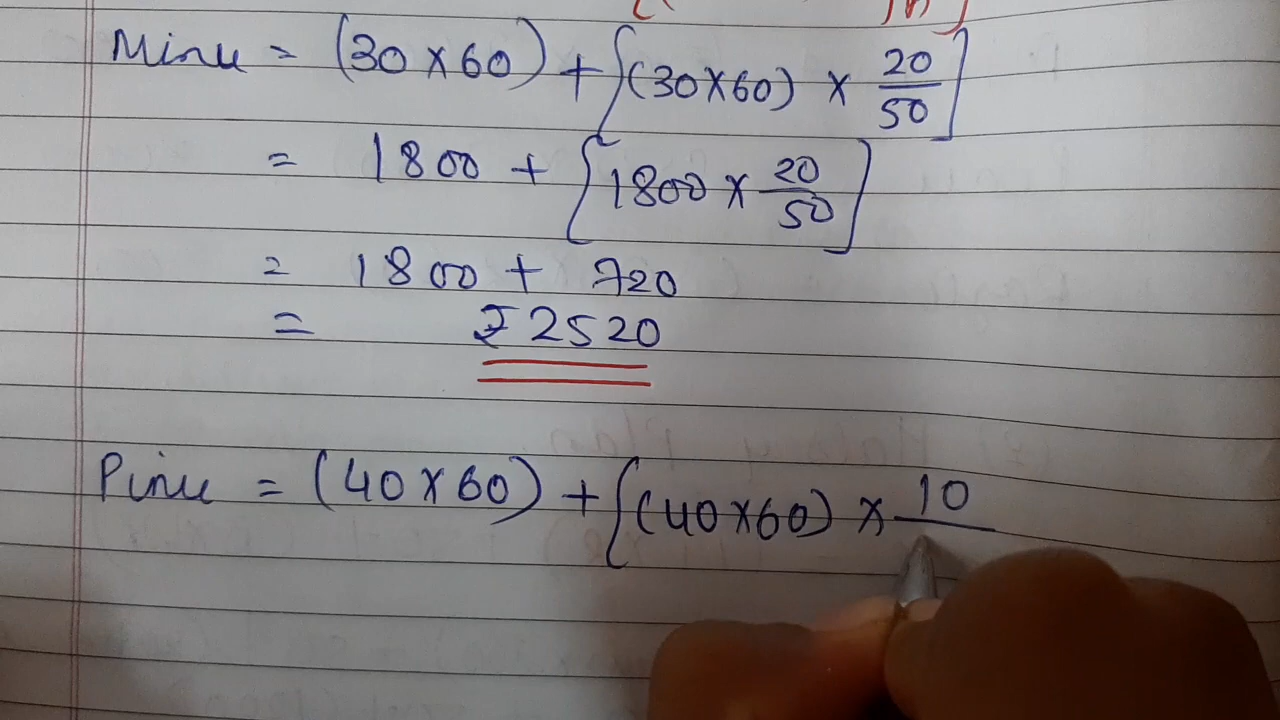 Minu = (30 × 60) + [(30×60) × 20/50]
= 1800 + [1800 × 20/50]
= 1800 + 720
= ₹2520
Pinu = (40 × 60) + [(40×60) × 10/